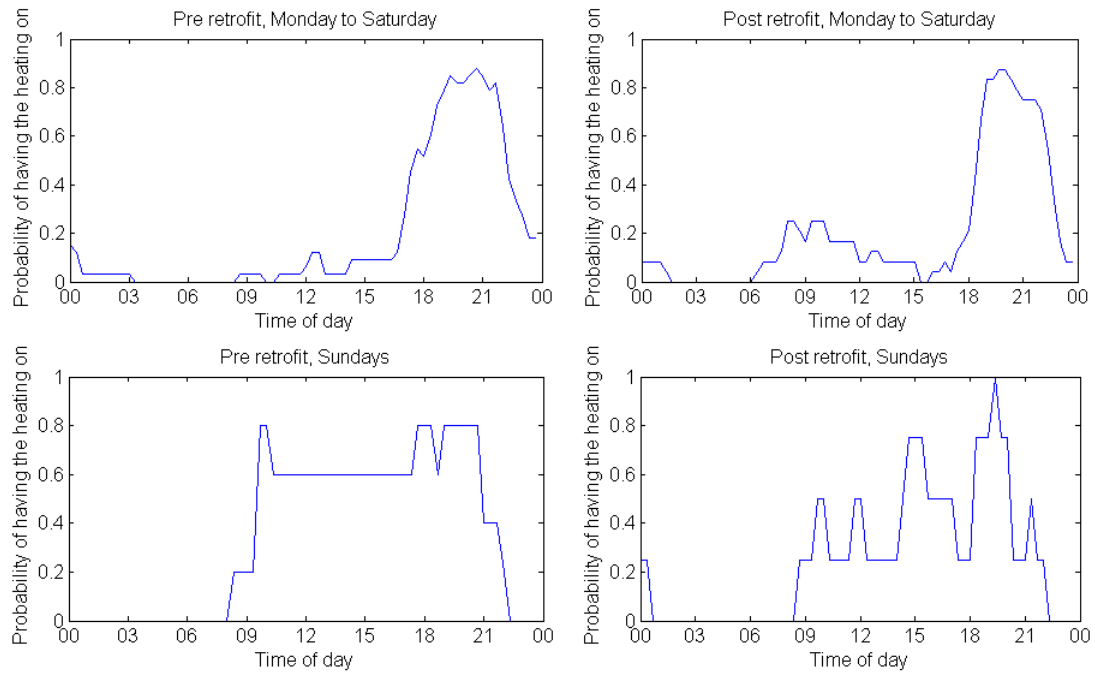 Pre retrofit, Monday to Saturday
Probability of having the heating on
1
0.8
0.6
0.4
0.2
0
00 03 06 09 12 15 18 21 00
Time of day
Post retrofit, Monday to Saturday
Probability of having the heating on
1
0.8
0.6
0.4
0.2
0
00 03 06 09 12 15 18 21 00
Time of day
Pre retrofit, Sundays
Probability of having the heating on
1
0.8
0.6
0.4
0.2
0
00 03 06 09 12 15 18 21 00
Time of day
Post retrofit, Sundays
Probability of having the heating on
1
0.8
0.6
0.4
0.2
0
00 03 06 09 12 15 18 21 00
Time of day